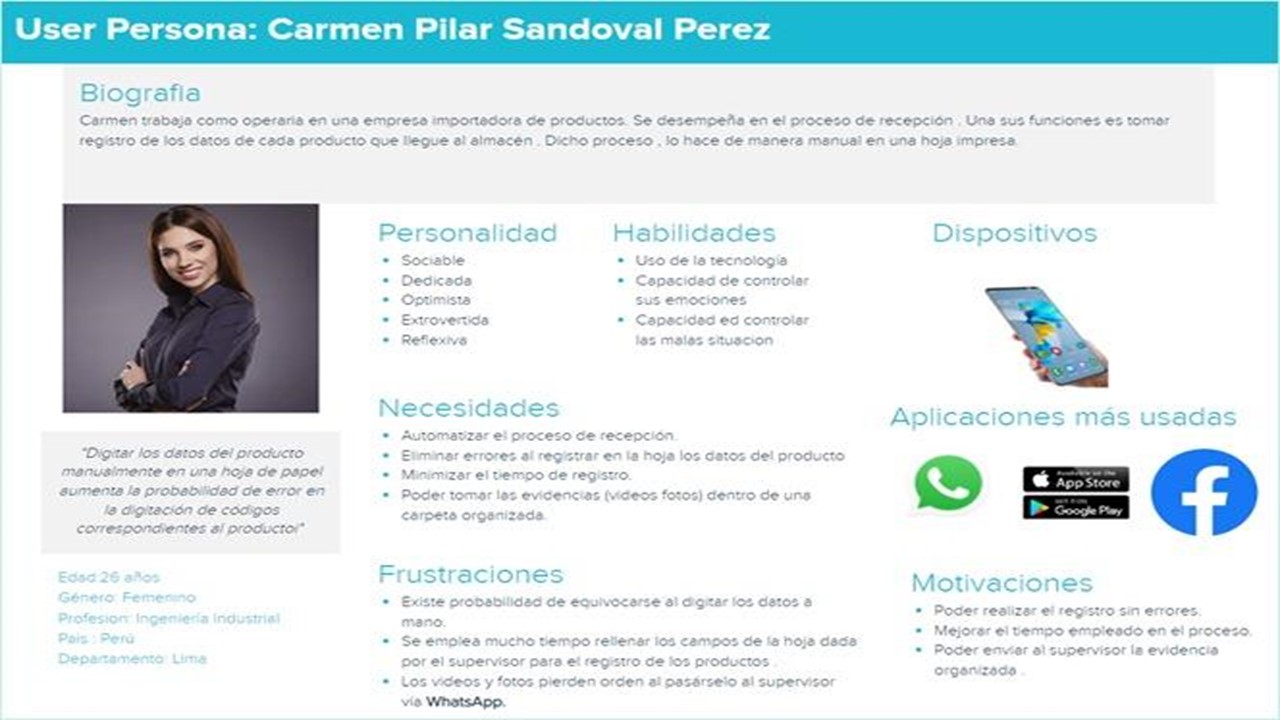 User Persona: Carmen Pilar Sandoval Perez
Biografia
Carmen trabaja como operaria en una empresa importadora de productos. Se desempeña en el proceso de recepción . Una sus funciones es tomar
registro de los datos de cada producto que llegue al almacén . Dicho proceso , lo hace de manera manual en una hoja impresa.
Personalidad
• Sociable
• Dedicada
• Optimista
• Extrovertida
• Reflexiva
Habilidades
• Uso de la tecnología
• Capacidad de controlar
sus emociones
• Capacidad ed controlar
las malas situacion
Dispositivos
Necesidades
• Automatizar el proceso de recepción.
• Eliminar errores al registrar en la hoja los datos del producto
• Minimizar el tiempo de registro.
• Poder tomar las evidencias (videos fotos) dentro de una
carpeta organizada.
Aplicaciones más usadas
Available on the
App Store
GET IT ON
Google Play
"Digitar los datos del producto
manualmente en una hoja de papel
aumenta la probabilidad de error en
la digitación de códigos
correspondientes al productoi"
Edad:26 años
Género: Femenino
Profesion: Ingeniería Industrial
Pais : Perú
Departamento: Lima
Frustraciones
• Existe probabilidad de equivocarse al digitar los datos a
mano.
• Se emplea mucho tiempo rellenar los campos de la hoja dada
por el supervisor para el registro de los productos .
• Los videos y fotos pierden orden al pasárselo al supervisor
vía WhatsApp.
Motivaciones
• Poder realizar el registro sin errores.
• Mejorar el tiempo empleado en el proceso.
• Poder enviar al supervisor la evidencia
organizada .